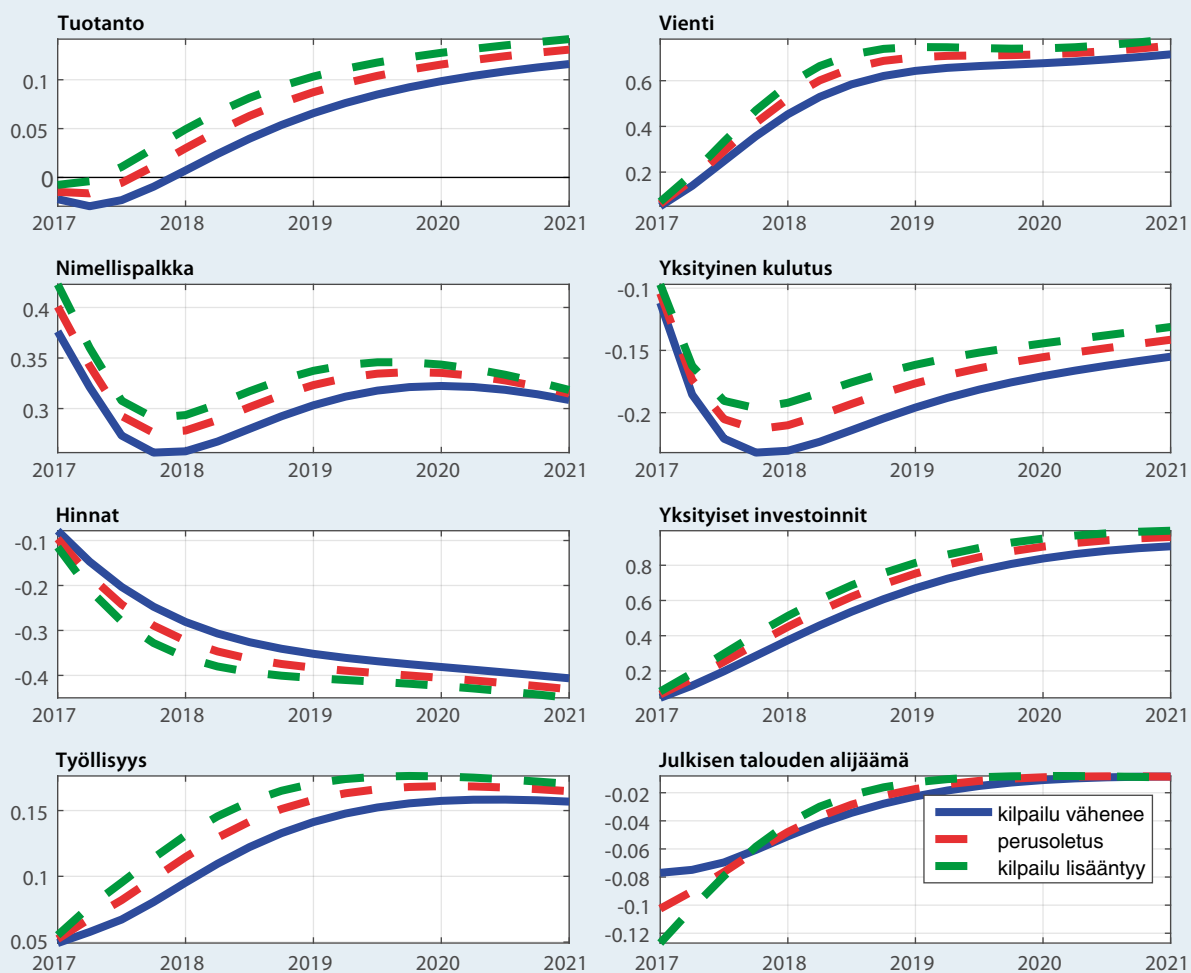 Tuotanto
0.1
0.05
0
2017 2018 2019 2020 2021
Vienti
0.6
0.4
0.2
2017 2018 2019 2020 2021
Nimellispalkka
0.4
0.35
0.3
2017 2018 2019 2020 2021
Yksityinen kulutus
-0.1
-0.15
-0.2
2017 2018 2019 2020 2021
Hinnat
-0.1
-0.2
-0.3
-0.4
2017 2018 2019 2020 2021
Yksityiset investoinnit
0.8
0.6
0.4
0.2
2017 2018 2019 2020 2021
Työllisyys
0.15
0.1
0.05
2017 2018 2019 2020 2021
Julkisen talouden alijäämä
-0.02
-0.04
-0.06
-0.08
-0.1
-0.12
kilpailu vähenee
perusoletus
kilpailu lisääntyy
2017 2018 2019 2020 2021